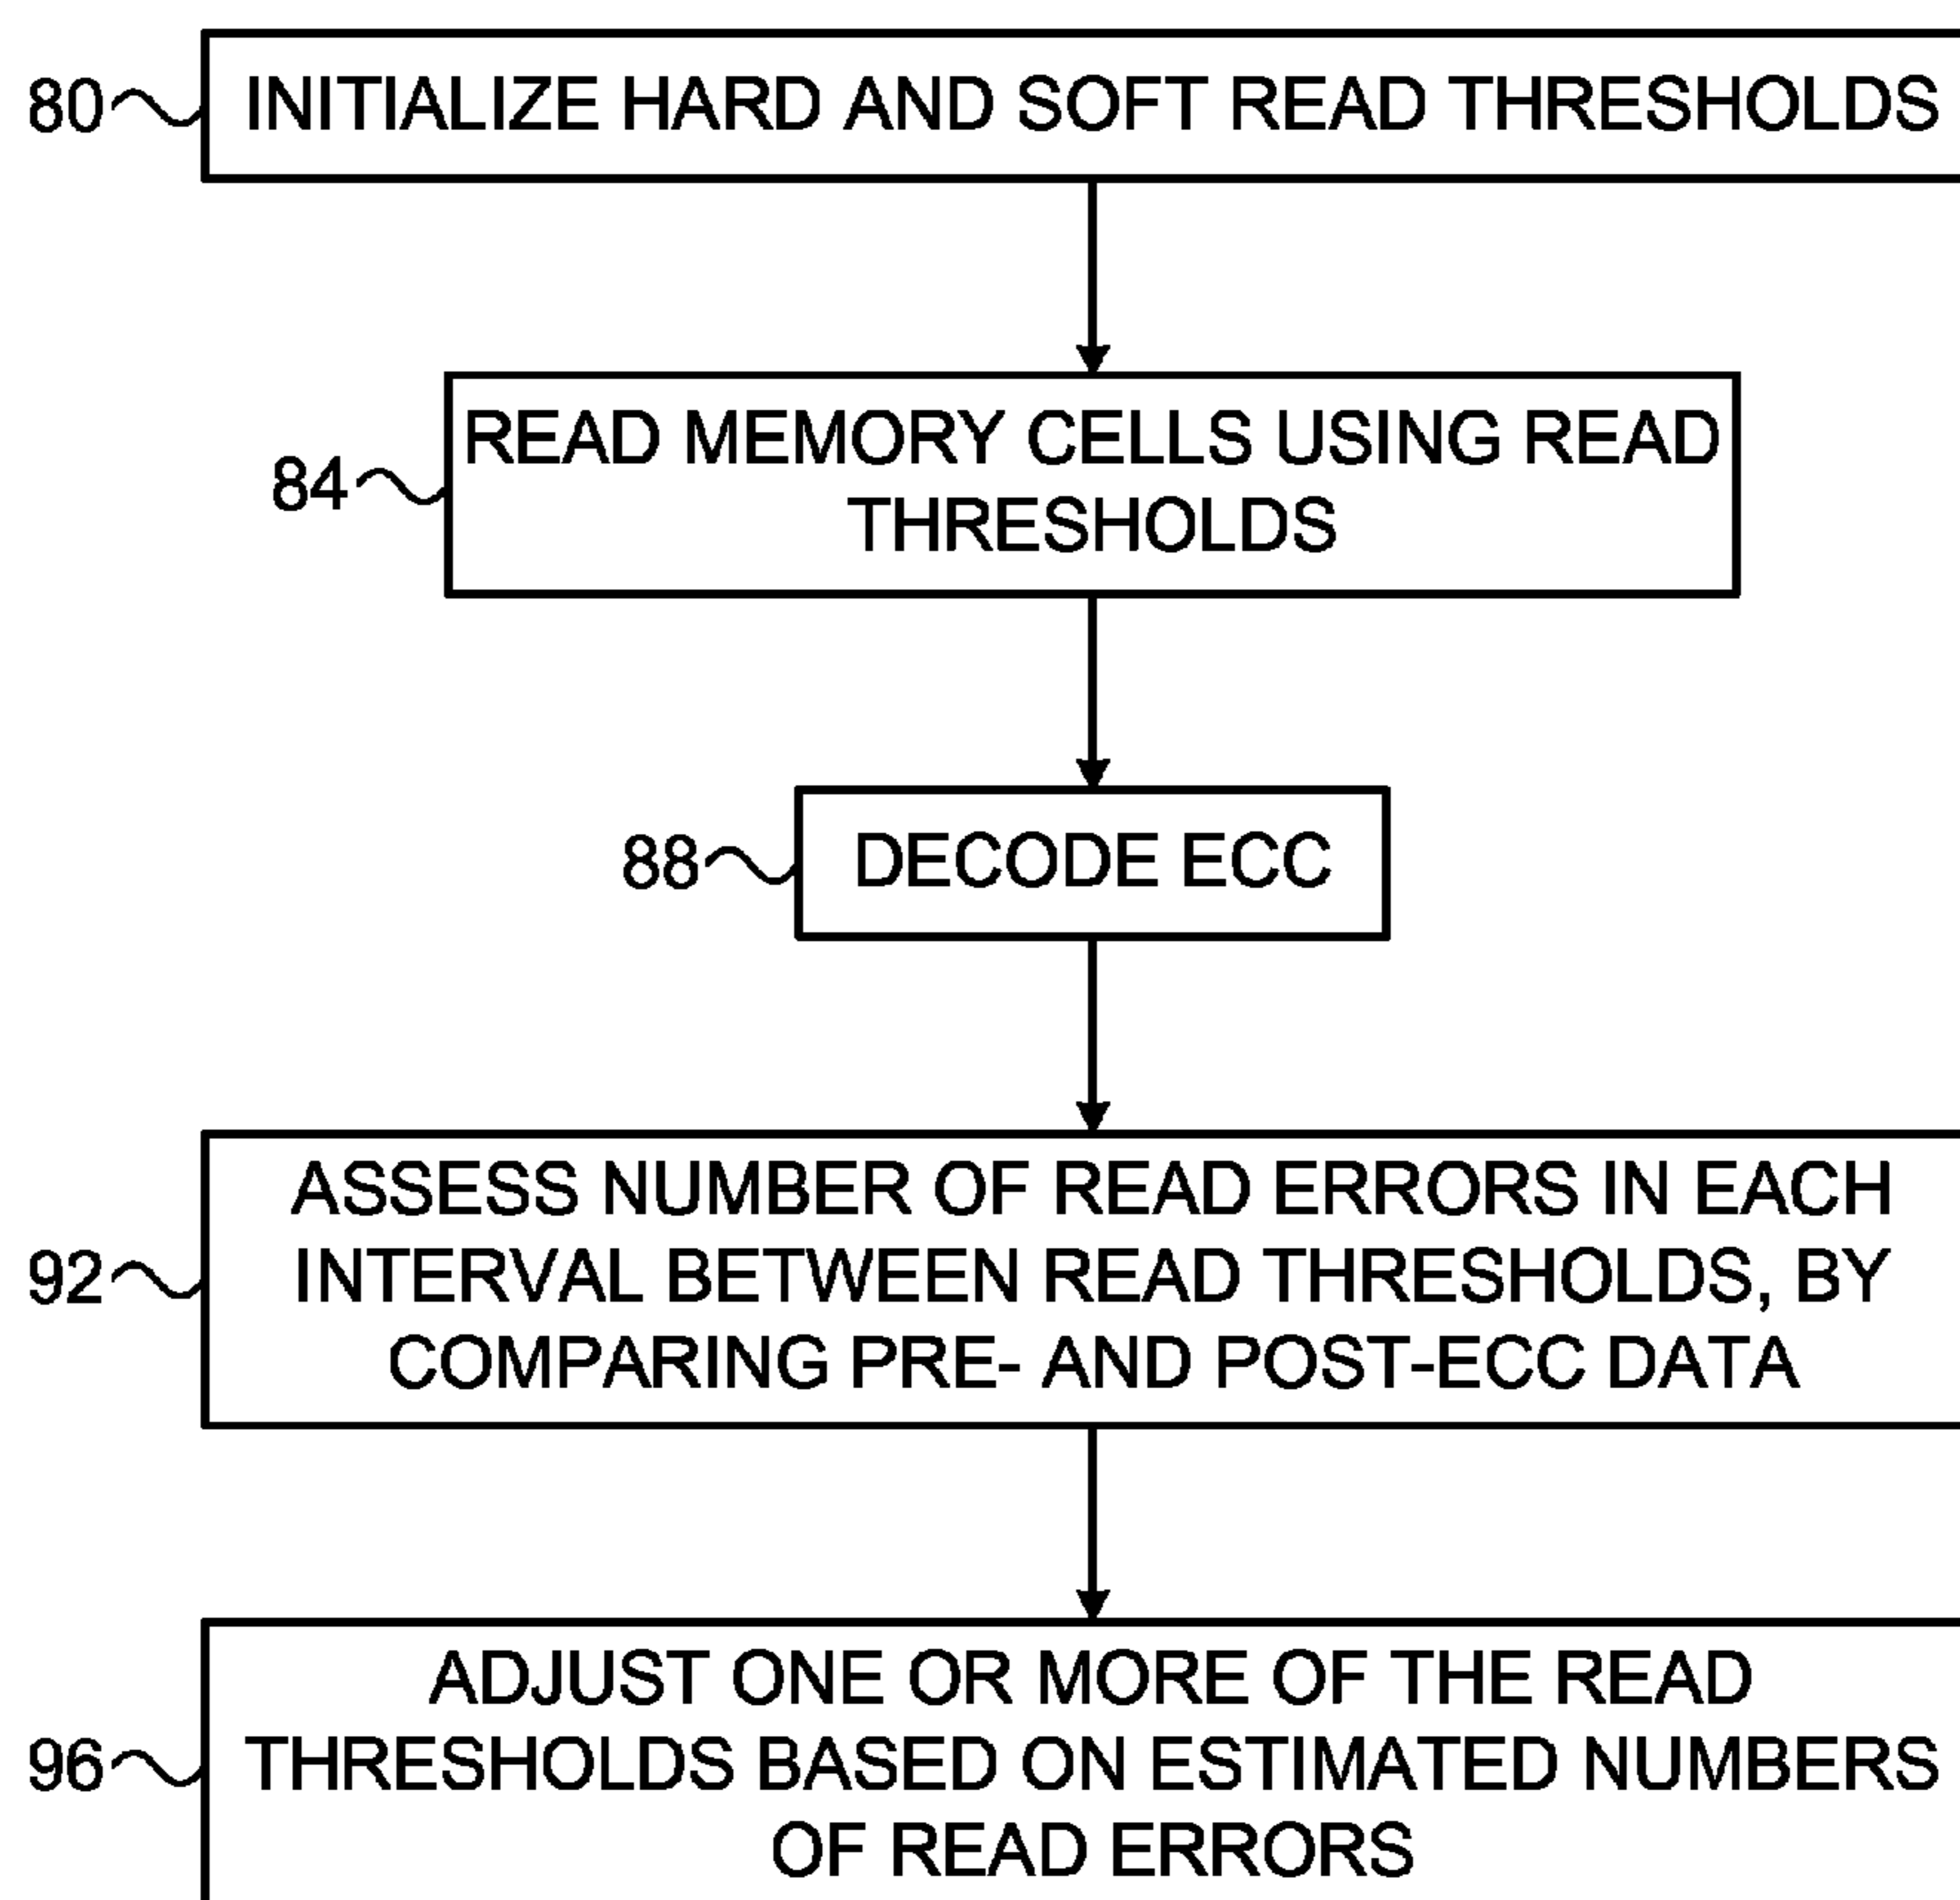 80
INITIALIZE HARD AND SOFT READ THRESHOLDS
READ MEMORY CELLS USING READ
84
THRESHOLDS
88
DECODE ECC
ASSESS NUMBER OF READ ERRORS IN EACH
92
INTERVAL BETWEEN READ THRESHOLDS, BY
COMPARING PRE- AND POST-ECC DATA
ADJUST ONE OR MORE OF THE READ
96
THRESHOLDS BASED ON ESTIMATED NUMBERS
OF READ ERRORS